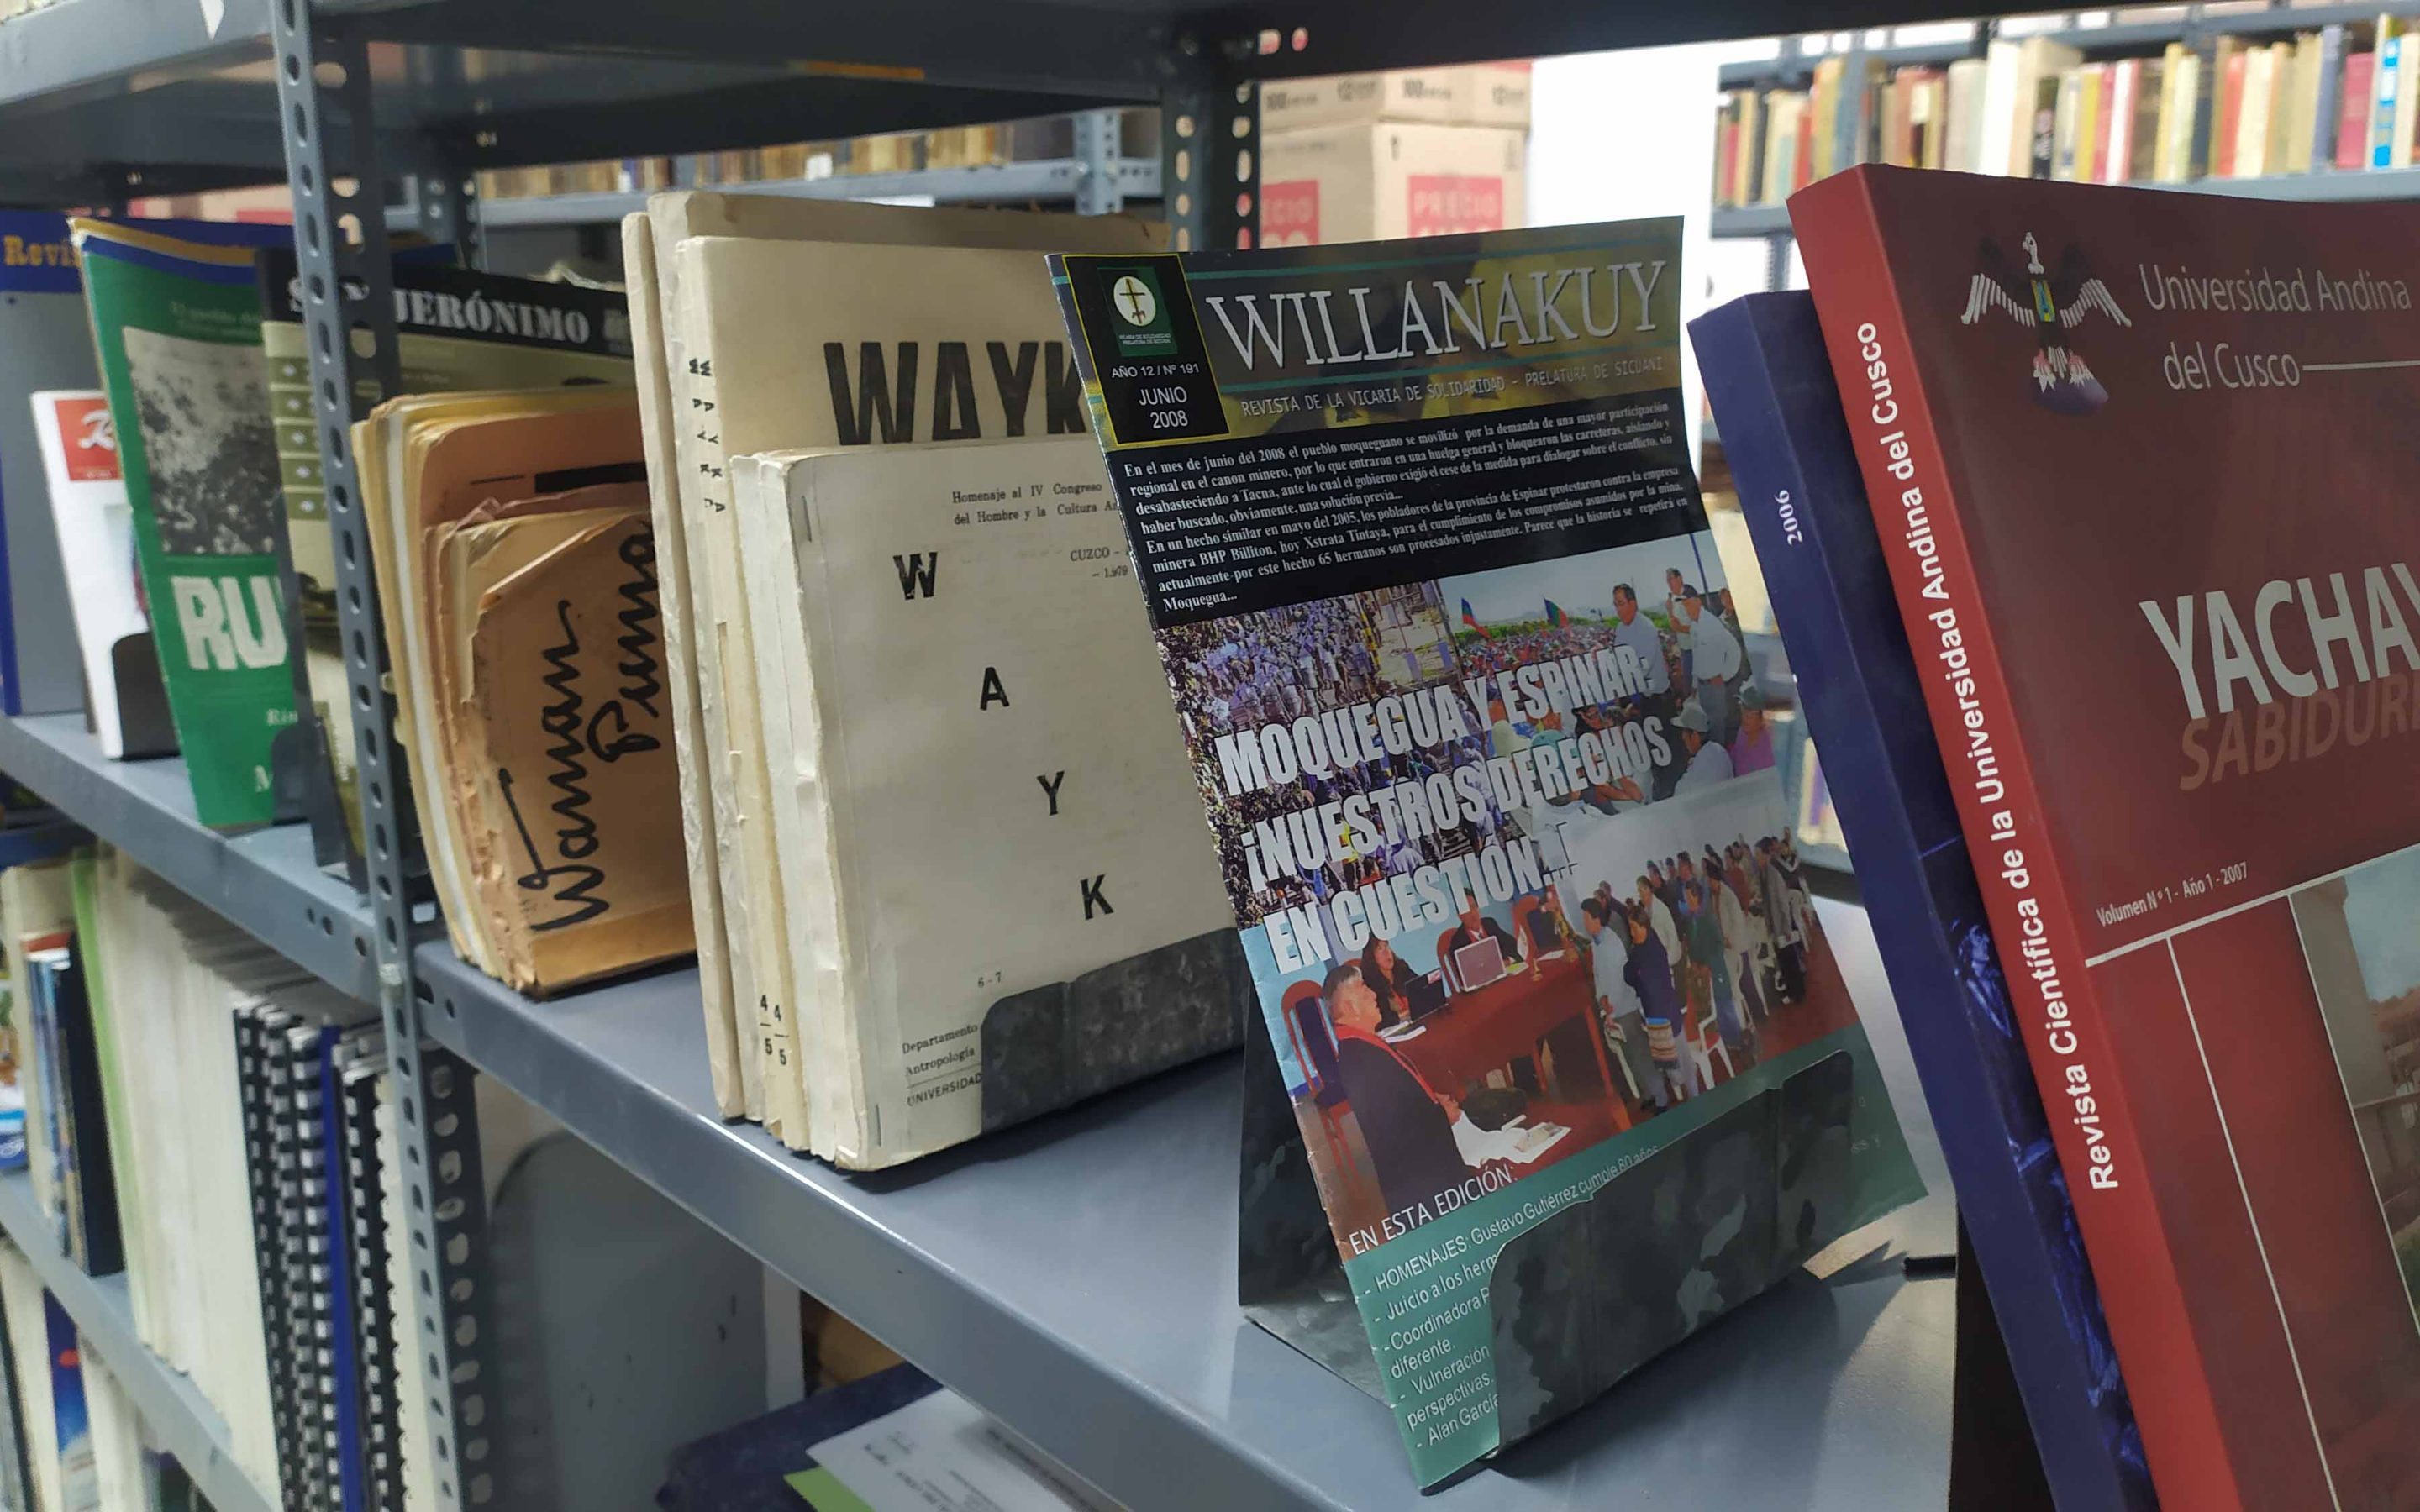 Revi
RU
JERÓNIMO
Waman
Puma
WAYK
WAYKA
Homenaje al IV Congreso
del Hombre y la Cultura
CUZCO -
- 1979
W
A
Y
K
6 - 7
Departamento
Antropología
UNIVERSIDAD
4
5
4
5
VICARIA DE SOLIDARIDAD
PRELATURA DE SICUANI
AÑO 12 / Nº 191
JUNIO
2008
WILLANAKUY
REVISTA DE LA VICARIA DE SOLIDARIDAD - PRELATURA DE SICUANI
En el mes de junio del 2008 el pueblo moqueguano se movilizó por la demanda de una mayor participación
regional en el canon minero, por lo que entraron en una huelga general y bloquearon las carreteras, aislando y
desabasteciendo a Tacna, ante lo cual el gobierno exigió el cese de la medida para dialogar sobre el conflicto, sin
haber buscado, obviamente, una solución previa...
En un hecho similar en mayo del 2005, los pobladores de la provincia de Espinar protestaron contra la empresa
minera BHP Billiton, hoy Xstrata Tintaya, para el cumplimiento de los compromisos asumidos por la mina,
actualmente por este hecho 65 hermanos son procesados injustamente. Parece que la historia se repetirá en
Moquegua...
MOQUEGUA Y ESPINAR;
¡NUESTROS DERECHOS
EN CUESTIÓN...!
EN ESTA EDICIÓN:
- HOMENAJES: Gustavo Gutiérrez cumple 80 años
- Juicio a los herm
- Coordinadora
diferente.
- Vulneración
perspectivas.
- Alan García
2006
Revista Científica de la Universidad Andina del Cusco
Universidad Andina
del Cusco
YACHAY
SABIDUR
Volumen Nº 1 - Año 1 - 2007
PRECIO